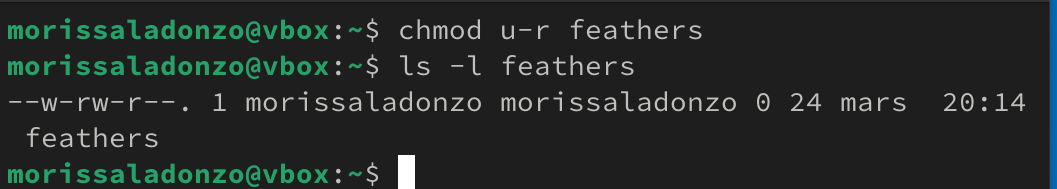 morissaladonzo@vbox:~$ chmod u-r feathers
morissaladonzo@vbox:~$ ls -l feathers
--w-rw-r--. 1 morissaladonzo morissaladonzo 0 24 mars  20:14
 feathers
morissaladonzo@vbox:~$